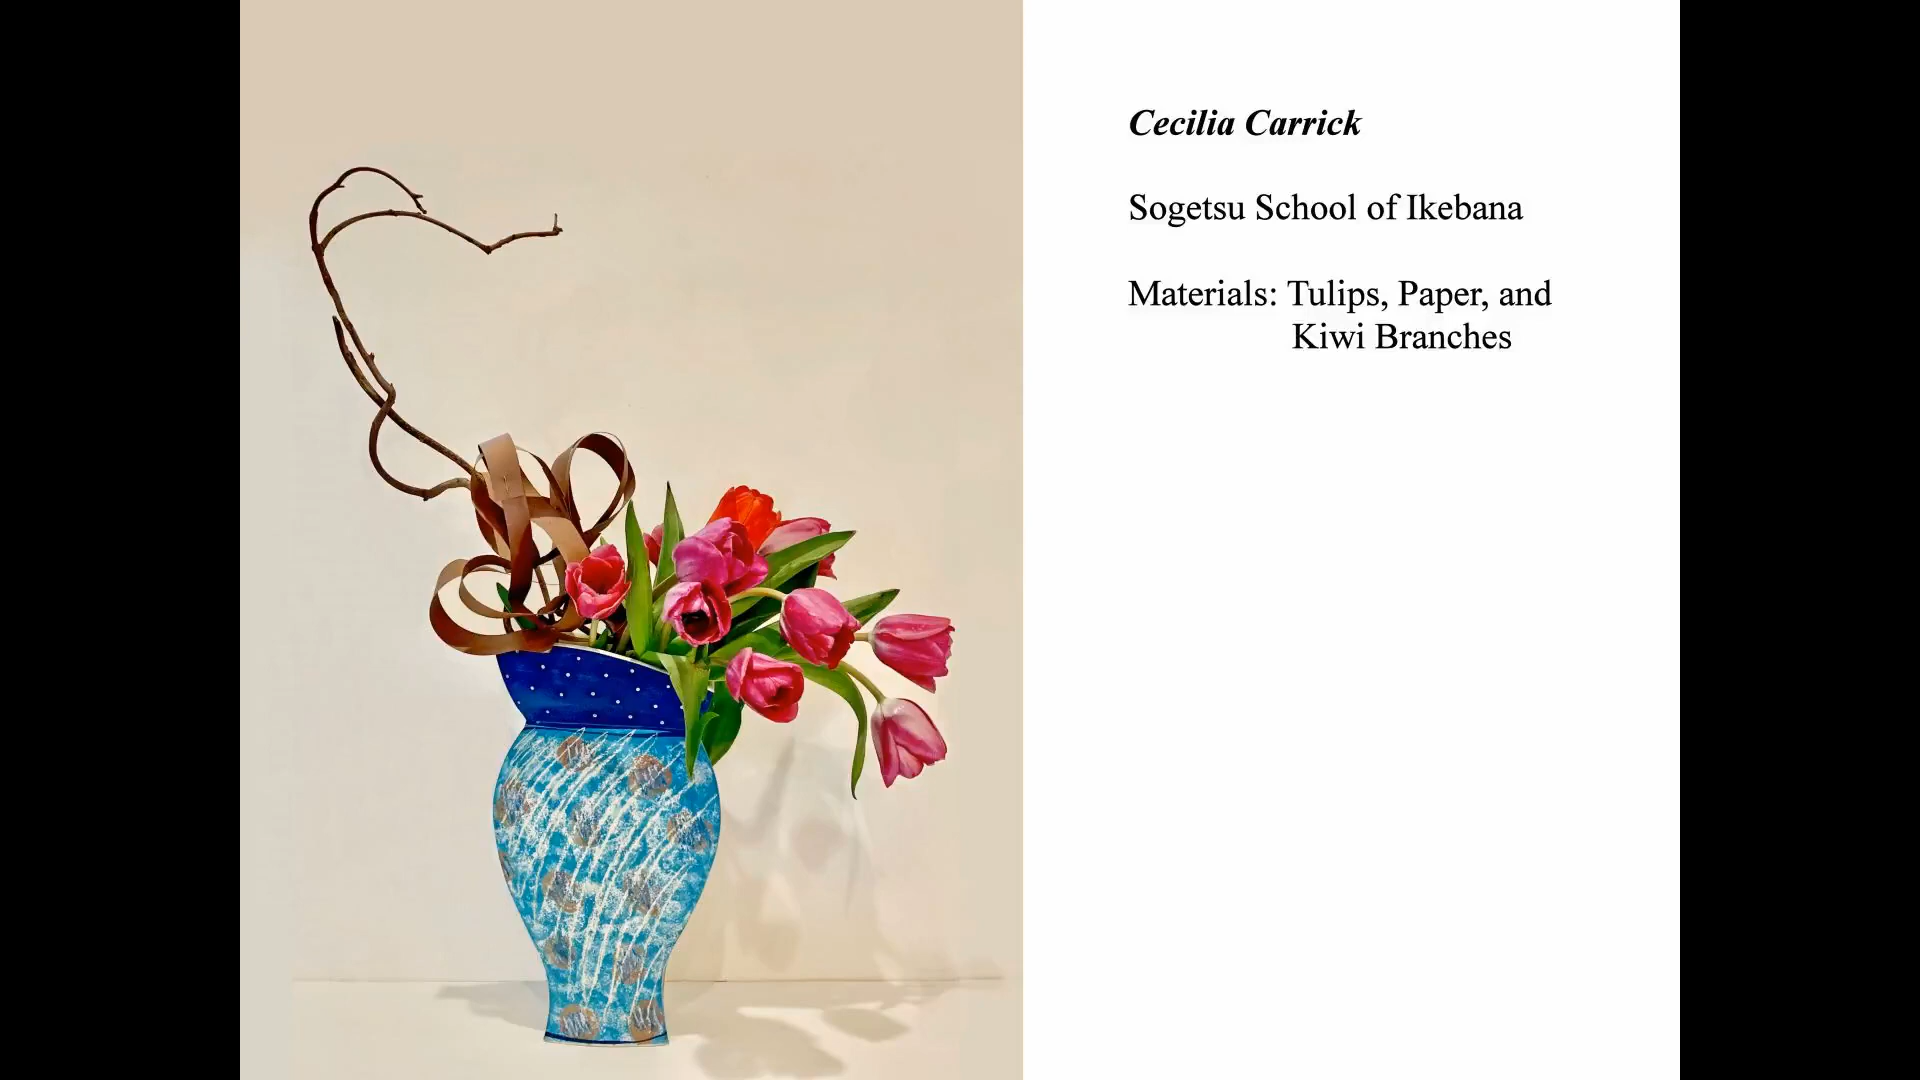 Cecilia Carrick
Sogetsu School of Ikebana
Materials: Tulips, Paper, and
Kiwi Branches